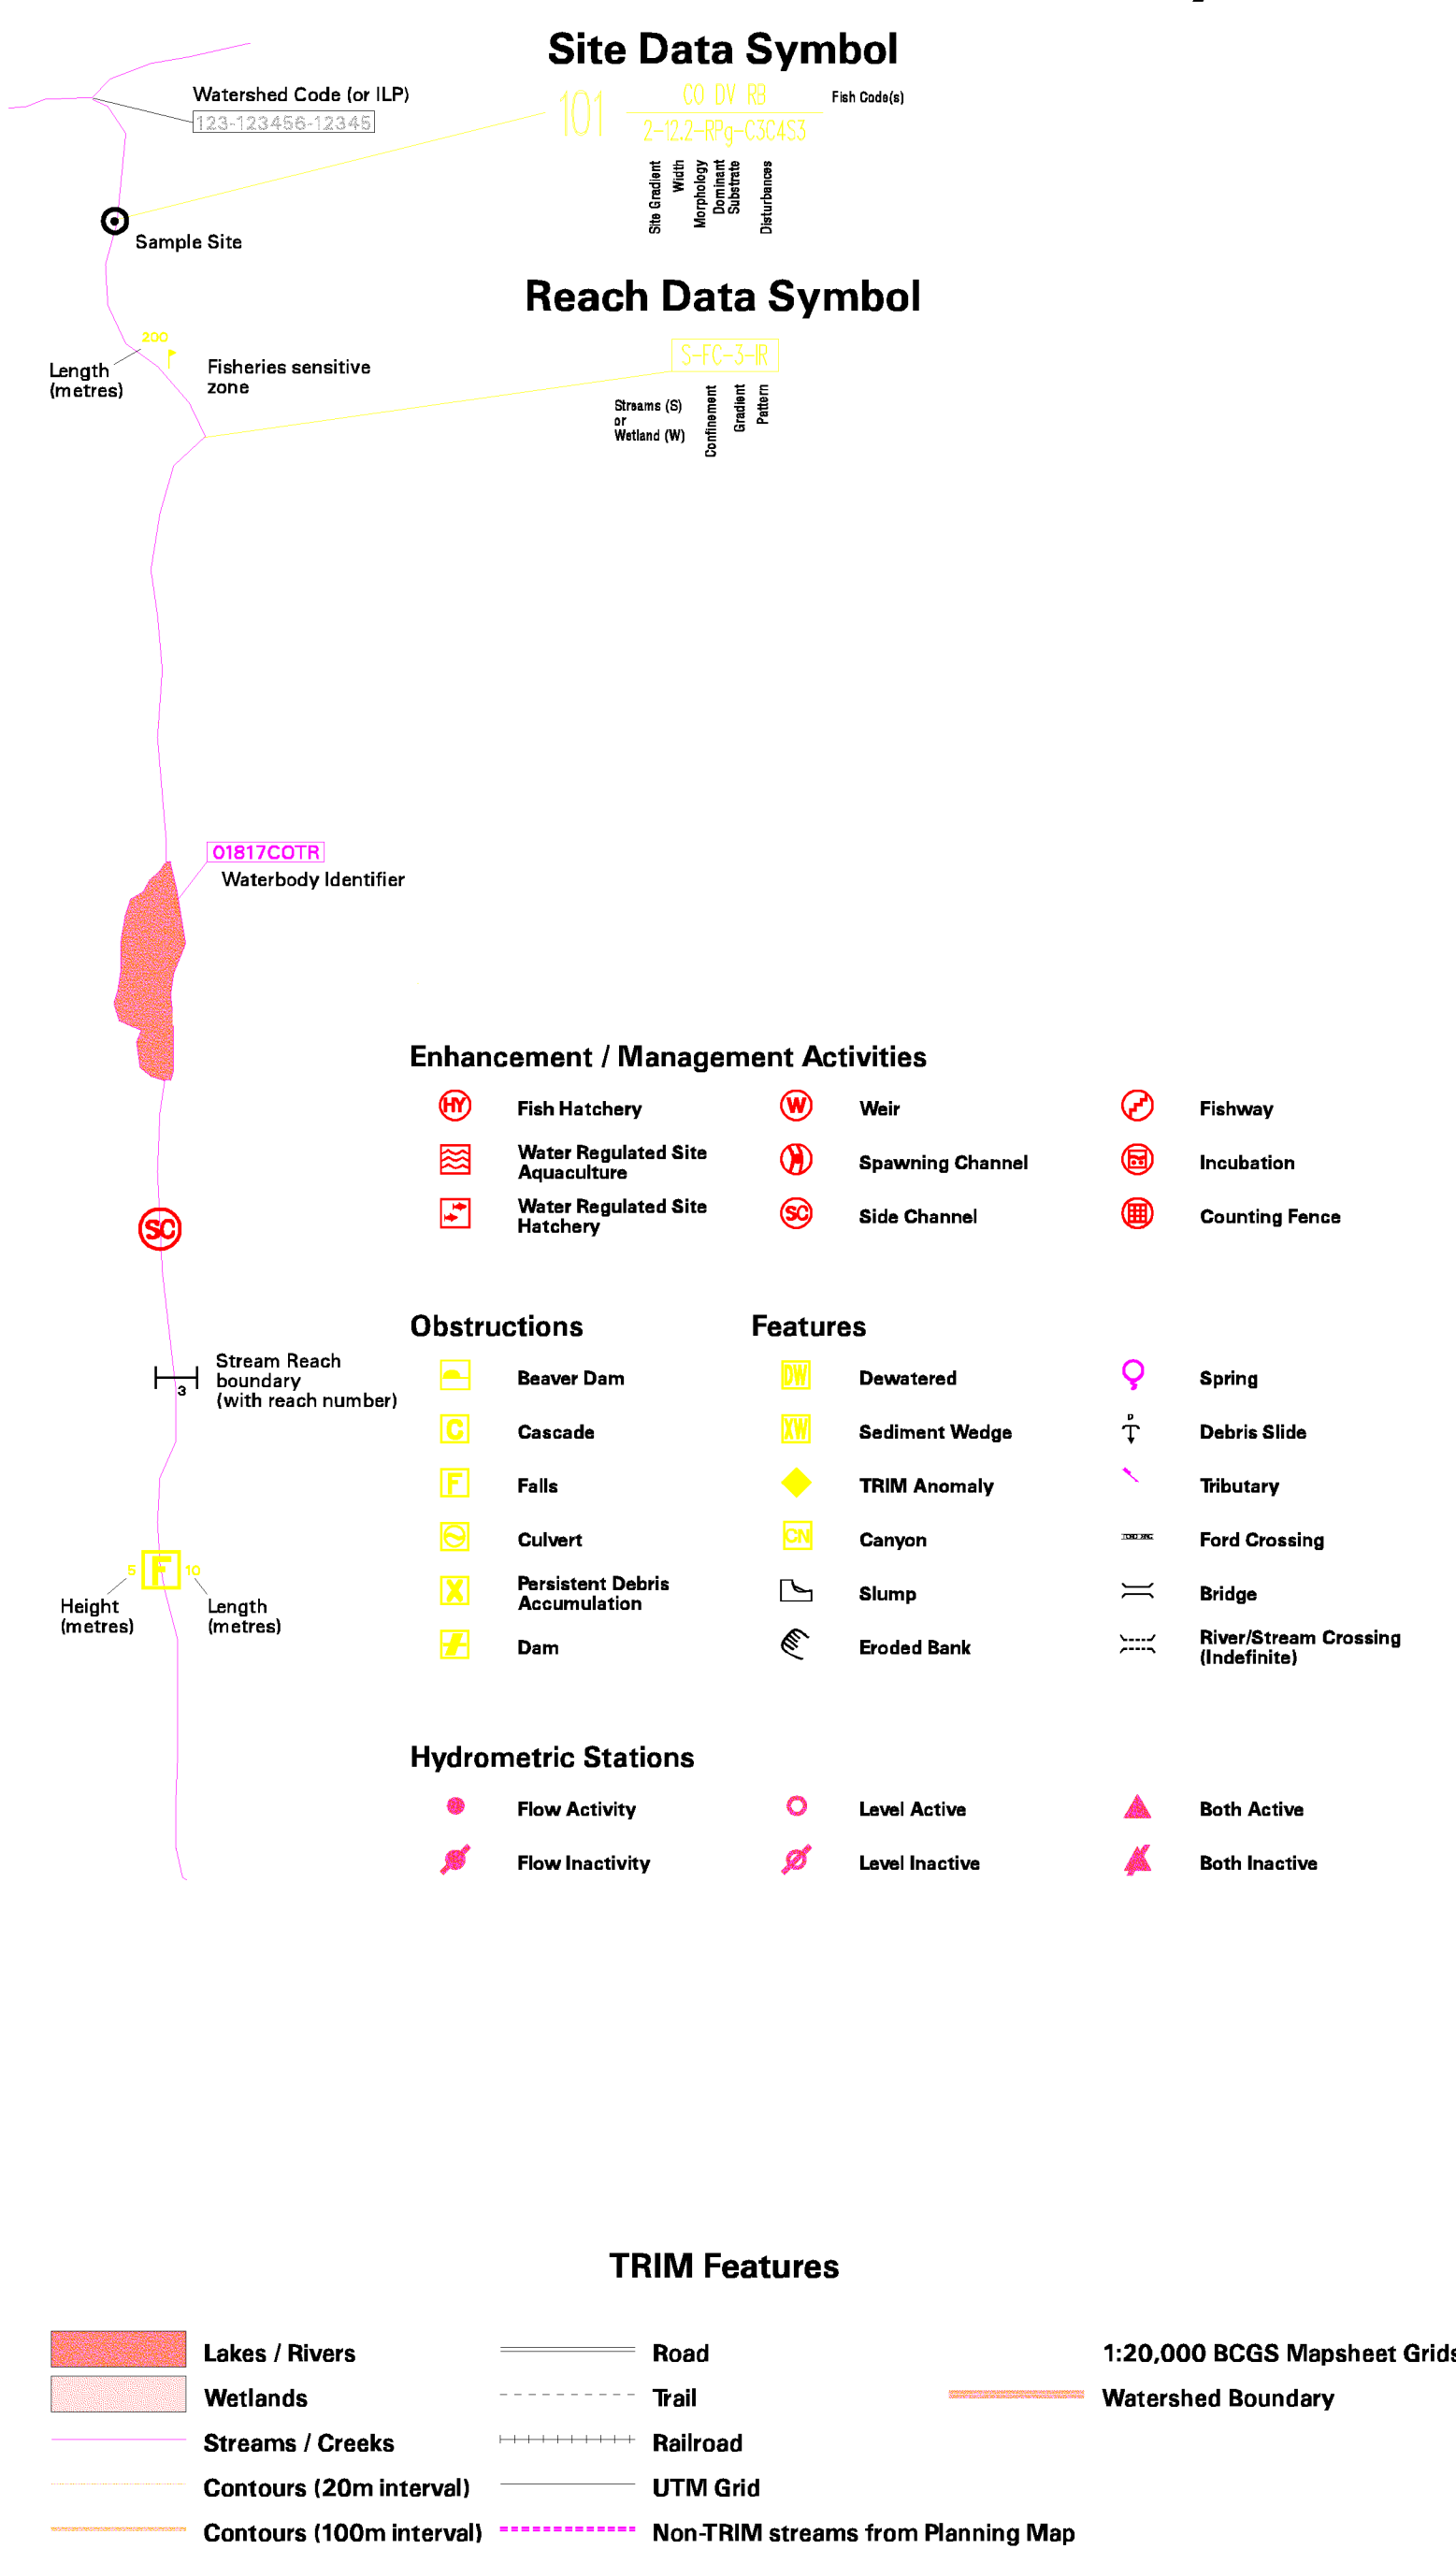 Site Data Symbol
Watershed Code (or ILP)
123-123456-12345
101
CO DV RB
Fish Code(s)
2-12.2-RPg-C3C4S3
Site Gradient
Width
Morphology
Dominant
Substrate
Disturbances
Sample Site
Reach Data Symbol
200
Length
(metres)
Fisheries sensitive
zone
S-FC-3-IR
Streams (S)
or
Wetland (W)
Confinement
Gradient
Pattern
01817COTR
Waterbody Identifier
Enhancement / Management Activities
HY Fish Hatchery
W Weir
Fishway
Water Regulated Site
Aquaculture
Spawning Channel
Incubation
Water Regulated Site
Hatchery
SC Side Channel
Counting Fence
SC
Obstructions
Features
Stream Reach
boundary
(with reach number)
3
Beaver Dam
DW Dewatered
Spring
C Cascade
XW Sediment Wedge
D Debris Slide
F Falls
TRIM Anomaly
Tributary
Culvert
CN Canyon
Ford Crossing
5 F 10
Height
(metres)
Length
(metres)
X Persistent Debris
Accumulation
Slump
Bridge
Dam
Eroded Bank
River/Stream Crossing
(Indefinite)
Hydrometric Stations
Flow Activity
Level Active
Both Active
Flow Inactivity
Level Inactive
Both Inactive
TRIM Features
Lakes / Rivers
Road
1:20,000 BCGS Mapsheet Grids
Wetlands
Trail
Watershed Boundary
Streams / Creeks
Railroad
Contours (20m interval)
UTM Grid
Contours (100m interval)
Non-TRIM streams from Planning Map